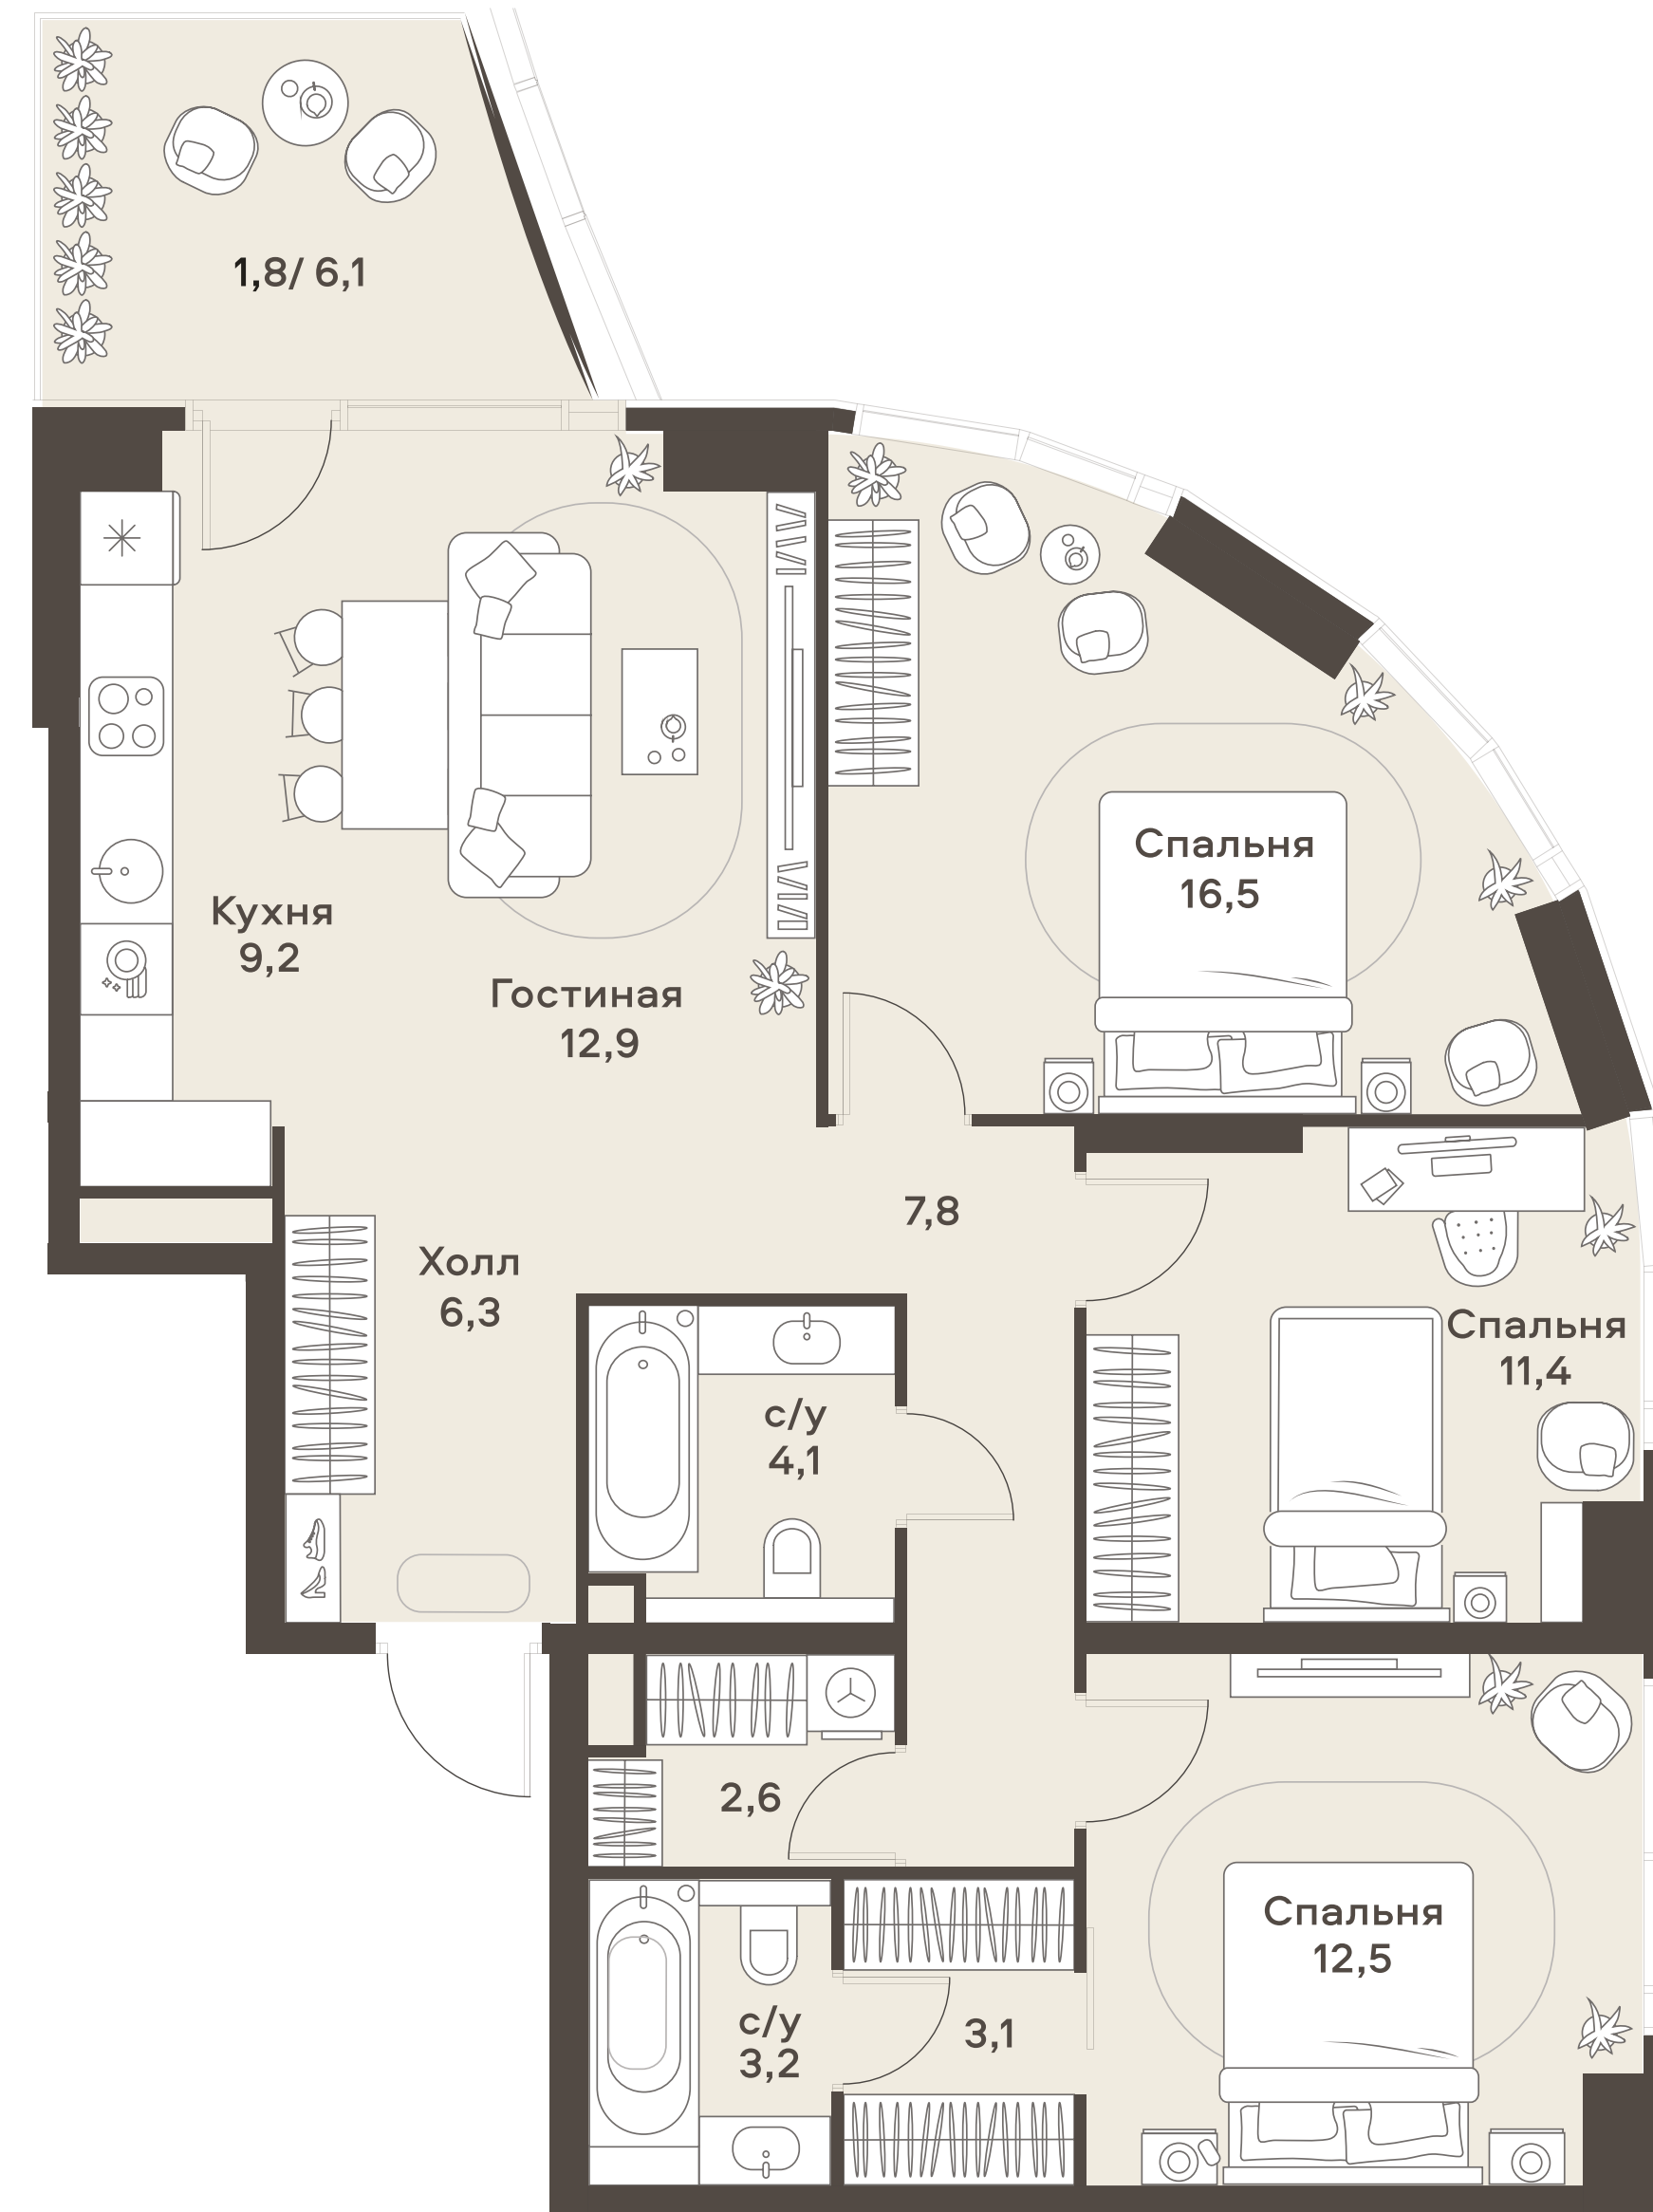 1,8/ 6,1
Спальня
16,5
Кухня
9,2
Гостиная
12,9
7,8
Холл
6,3
Спальня
11,4
с/у
4,1
2,6
Спальня
12,5
с/у
3,2
3,1